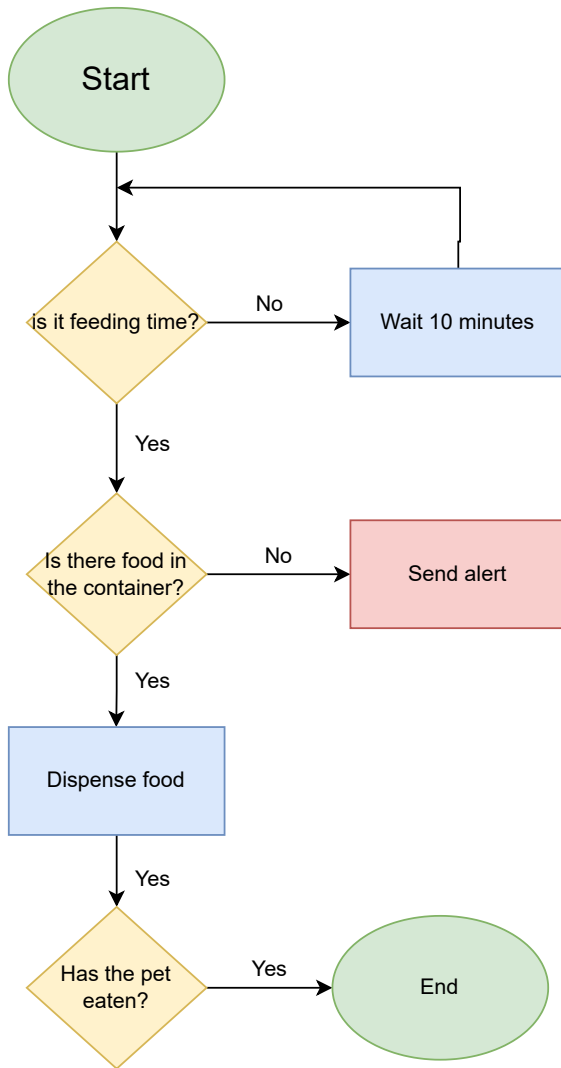 Start
is it feeding time?
No
Wait 10 minutes
Yes
Is there food in
the container?
No
Send alert
Yes
Dispense food
Yes
Has the pet
eaten?
Yes
End